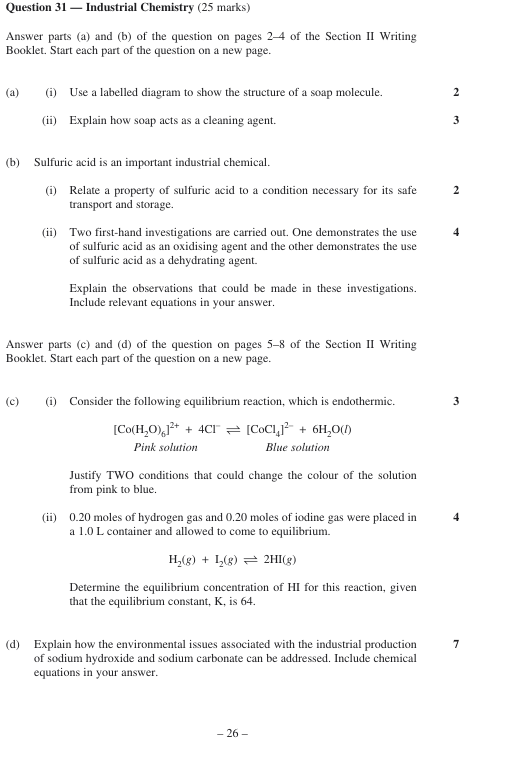 Question 31 — Industrial Chemistry (25 marks)
Answer parts (a) and (b) of the question on pages 2–4 of the Section II Writing
Booklet. Start each part of the question on a new page.
(a) (i) Use a labelled diagram to show the structure of a soap molecule. 2
(ii) Explain how soap acts as a cleaning agent. 3
(b) Sulfuric acid is an important industrial chemical.
(i) Relate a property of sulfuric acid to a condition necessary for its safe 2
transport and storage.
(ii) Two first-hand investigations are carried out. One demonstrates the use 4
of sulfuric acid as an oxidising agent and the other demonstrates the use
of sulfuric acid as a dehydrating agent.
Explain the observations that could be made in these investigations.
Include relevant equations in your answer.
Answer parts (c) and (d) of the question on pages 5–8 of the Section II Writing
Booklet. Start each part of the question on a new page.
(c) (i) Consider the following equilibrium reaction, which is endothermic. 3
[Co(H₂O)₆]²⁺ + 4Cl⁻ ⇌ [CoCl₄]²⁻ + 6H₂O(l)
Pink solution Blue solution
Justify TWO conditions that could change the colour of the solution
from pink to blue.
(ii) 0.20 moles of hydrogen gas and 0.20 moles of iodine gas were placed in 4
a 1.0 L container and allowed to come to equilibrium.
H₂(g) + I₂(g) ⇌ 2HI(g)
Determine the equilibrium concentration of HI for this reaction, given
that the equilibrium constant, K, is 64.
(d) Explain how the environmental issues associated with the industrial production 7
of sodium hydroxide and sodium carbonate can be addressed. Include chemical
equations in your answer.
– 26 –